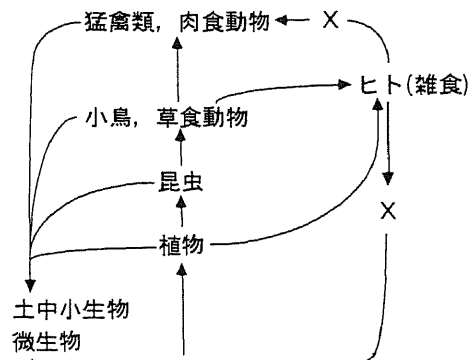 猛禽類，肉食動物 X
ヒト(雑食)
小鳥，草食動物
昆虫
X
植物
土中小生物
微生物